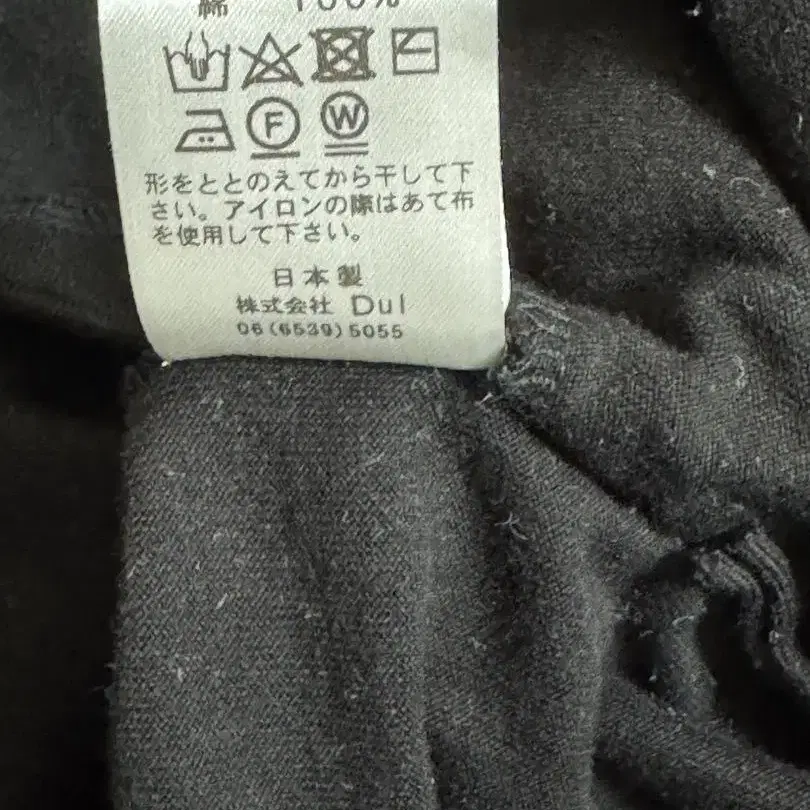 綿 100%
F W
形をととのえてから干して下
さい。アイロンの際はあて布
を使用して下さい。
日本製
株式会社 Dul
06(6539)5055